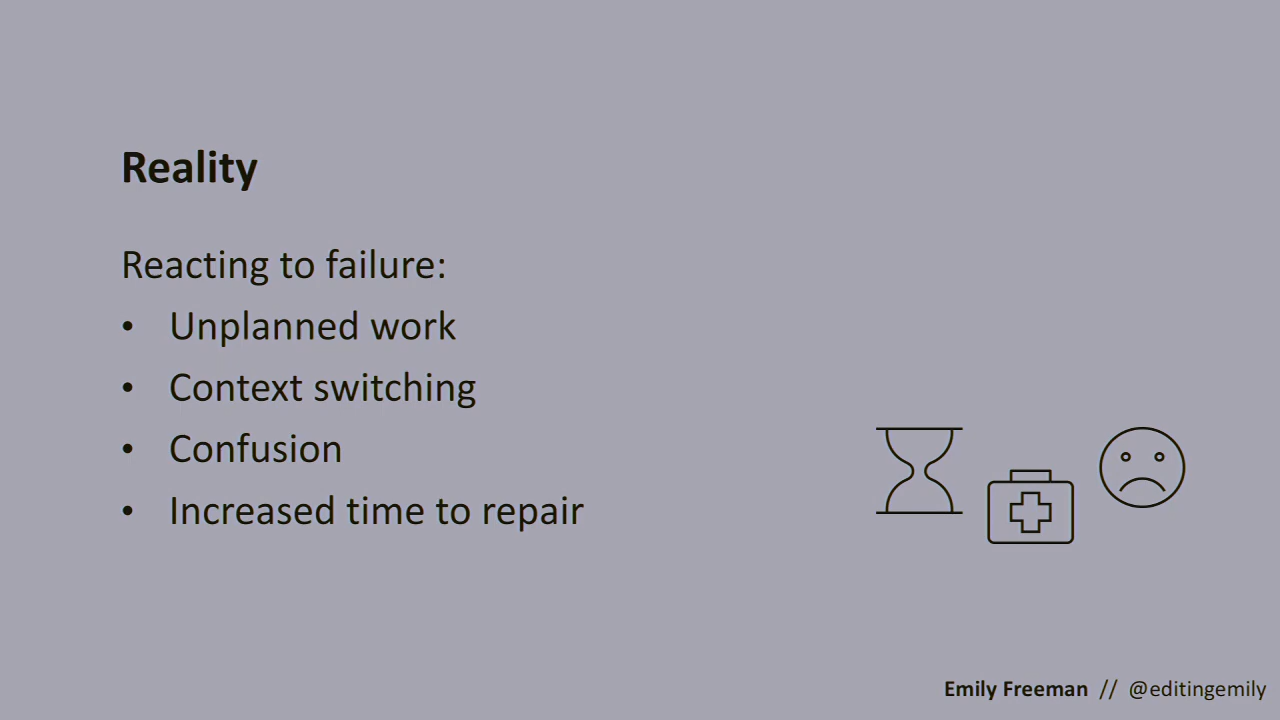 Reality
Reacting to failure:
• Unplanned work
• Context switching
• Confusion
• Increased time to repair
Emily Freeman // @editingemily